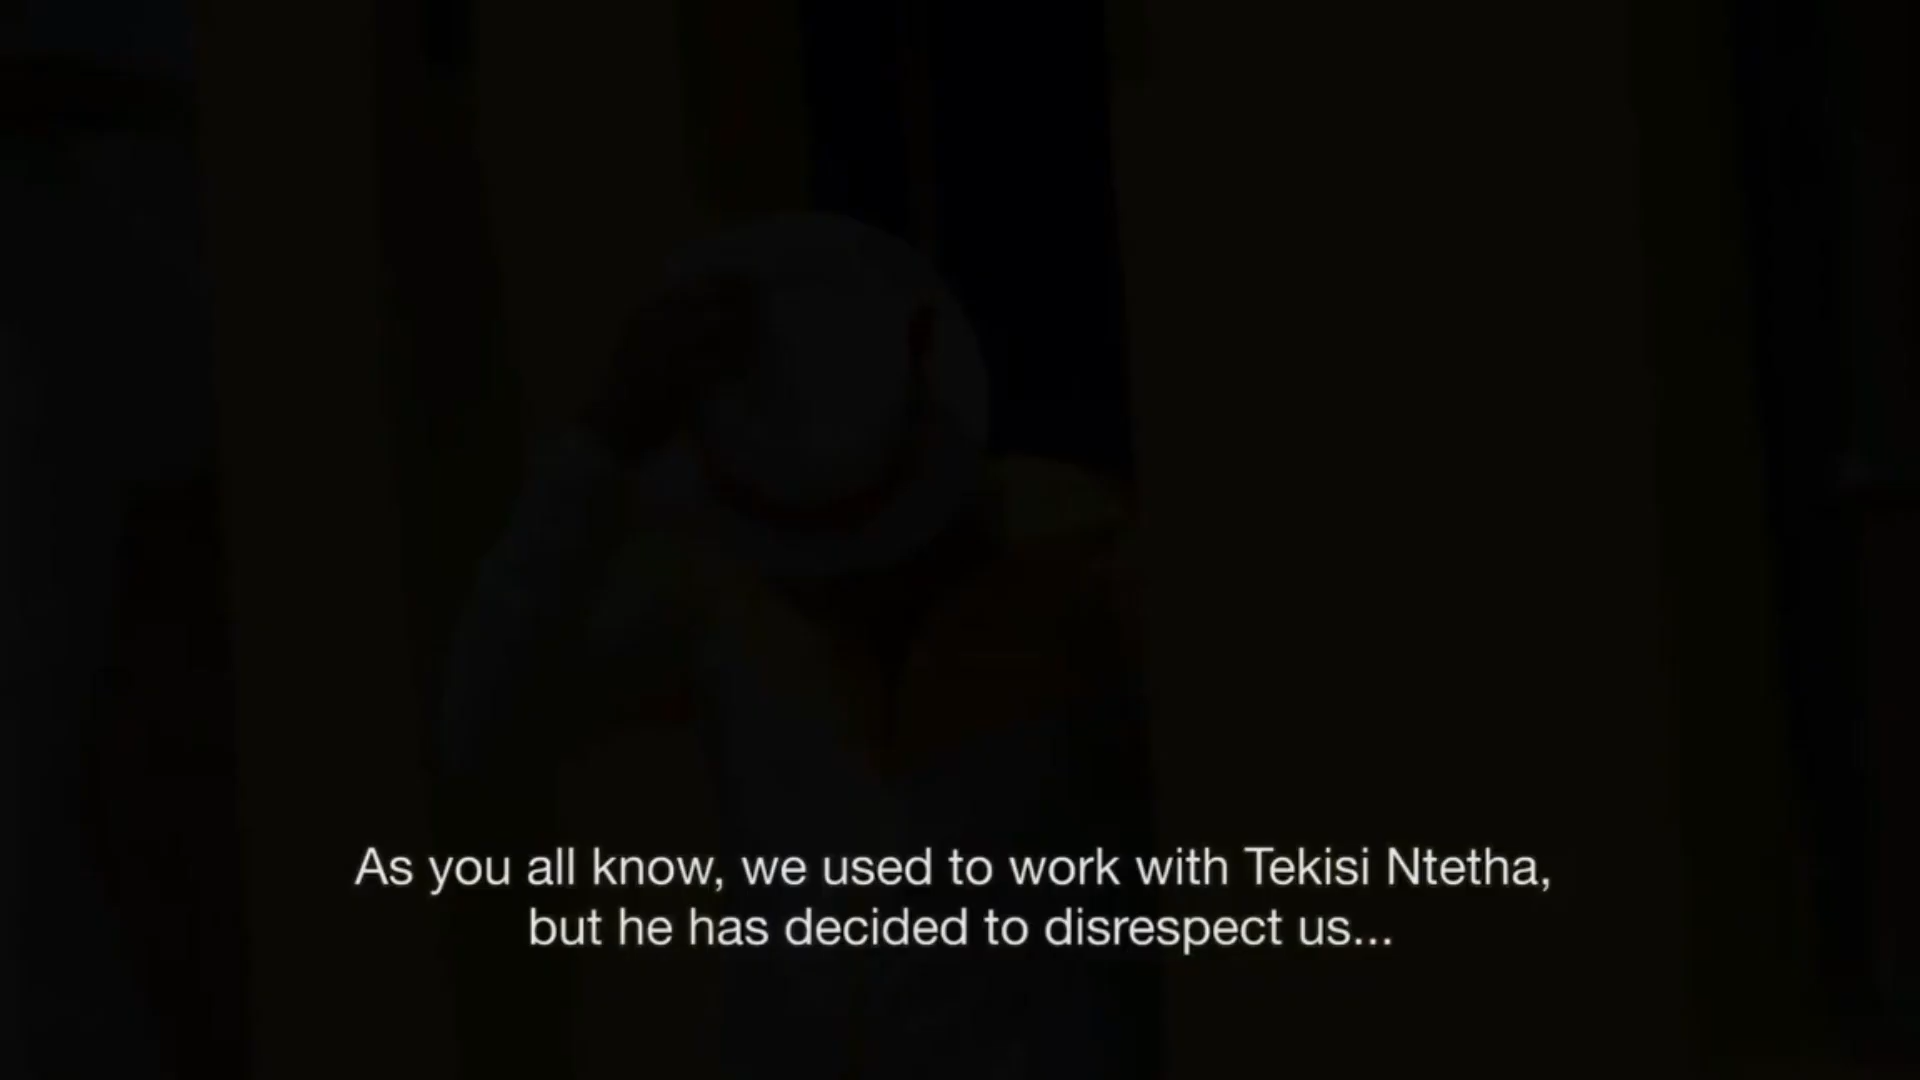 As you all know, we used to work with Tekisi Ntetha,
but he has decided to disrespect us...